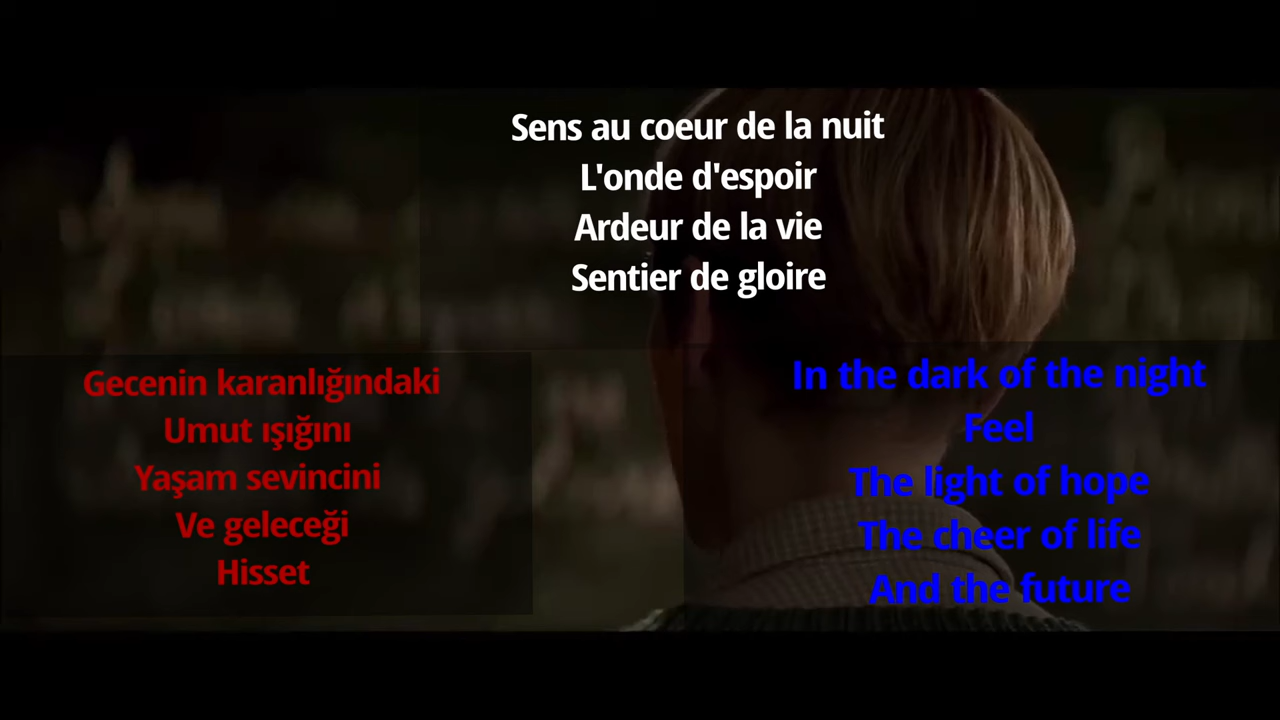 Sens au coeur de la nuit
L'onde d'espoir
Ardeur de la vie
Sentier de gloire
Gecenin karanlığındaki
Umut ışığını
Yaşam sevincini
Ve geleceği
Hisset
In the dark of the night
Feel
The light of hope
The cheer of life
And the future